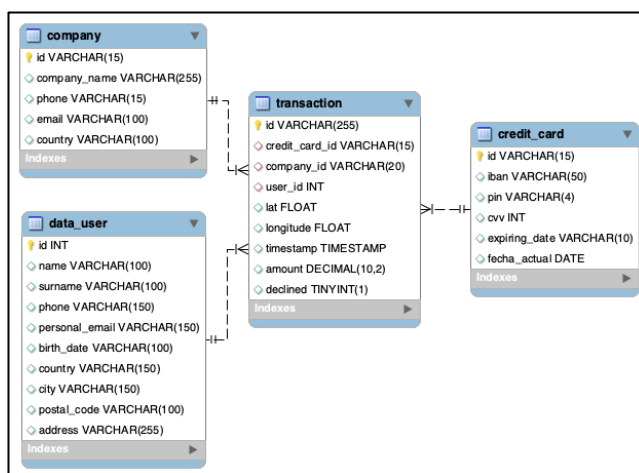 company
id VARCHAR(15)
company_name VARCHAR(255)
phone VARCHAR(15)
email VARCHAR(100)
country VARCHAR(100)
Indexes
data_user
id INT
name VARCHAR(100)
surname VARCHAR(100)
phone VARCHAR(150)
personal_email VARCHAR(150)
birth_date VARCHAR(100)
country VARCHAR(150)
city VARCHAR(150)
postal_code VARCHAR(100)
address VARCHAR(255)
Indexes
transaction
id VARCHAR(255)
credit_card_id VARCHAR(15)
company_id VARCHAR(20)
user_id INT
lat FLOAT
longitude FLOAT
timestamp TIMESTAMP
amount DECIMAL(10,2)
declined TINYINT(1)
Indexes
credit_card
id VARCHAR(15)
iban VARCHAR(50)
pin VARCHAR(4)
cvv INT
expiring_date VARCHAR(10)
fecha_actual DATE
Indexes